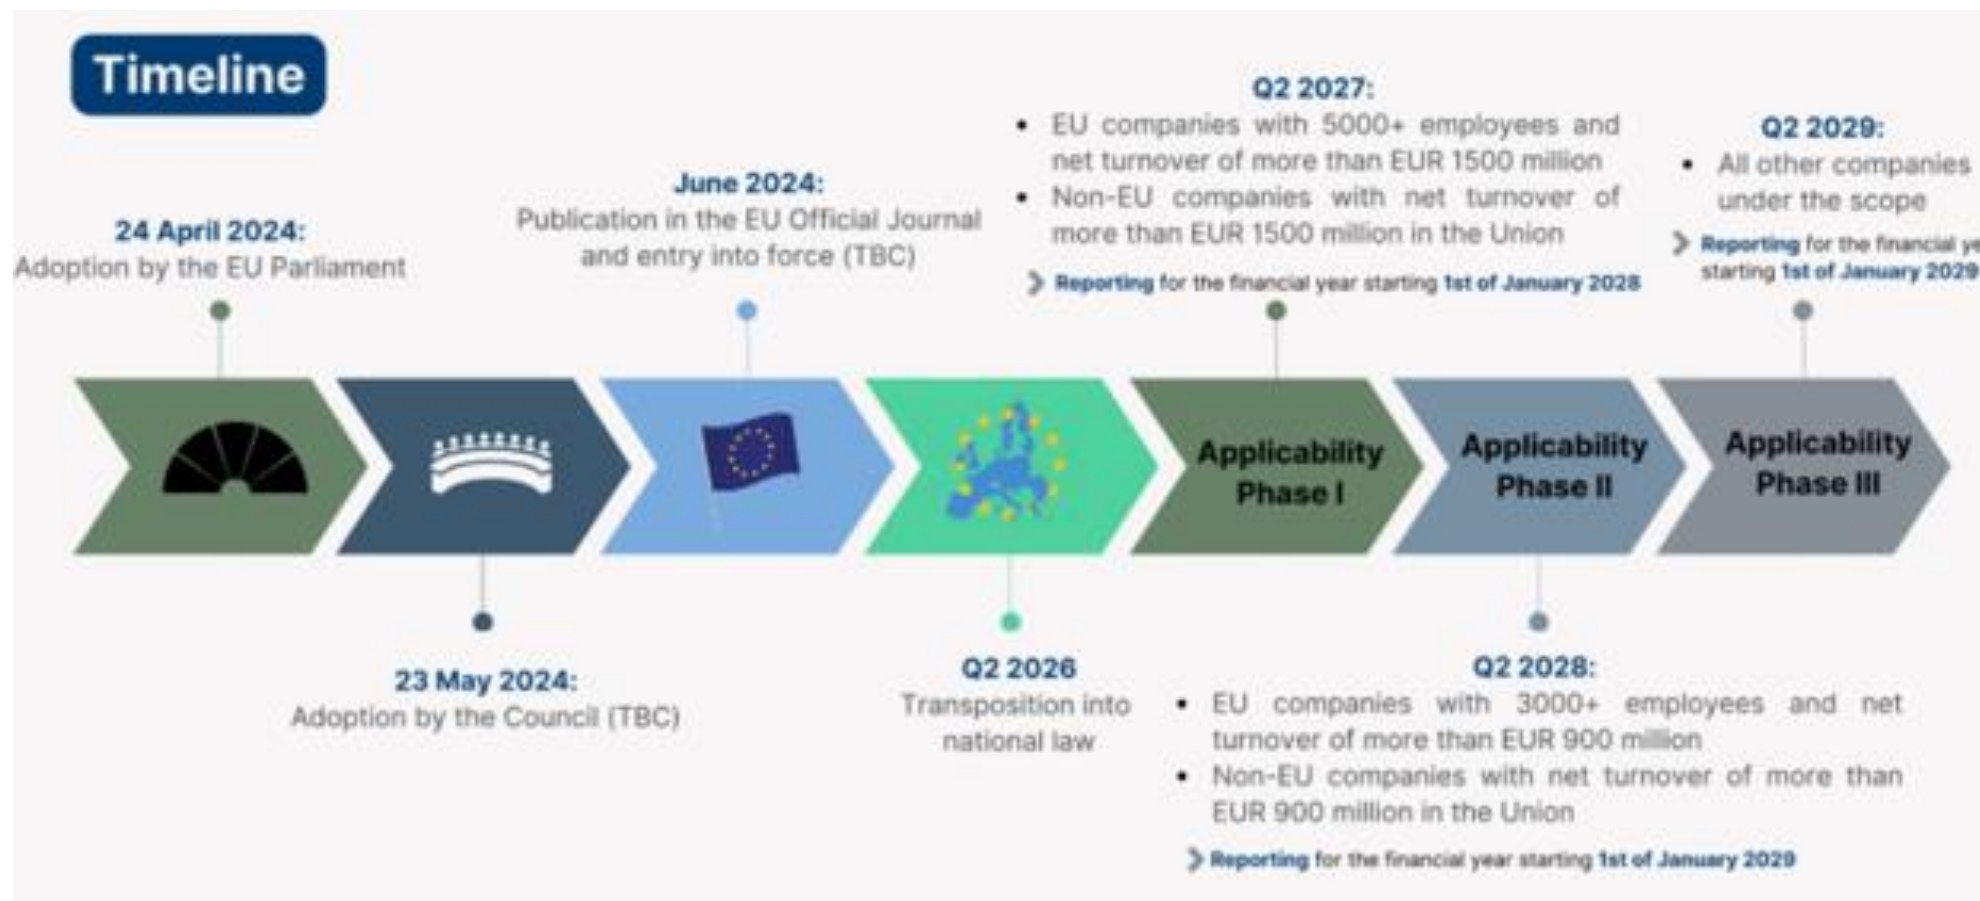 Timeline
24 April 2024:
Adoption by the EU Parliament
23 May 2024:
Adoption by the Council (TBC)
June 2024:
Publication in the EU Official Journal
and entry into force (TBC)
Q2 2026
Transposition into
national law
Q2 2027:
• EU companies with 5000+ employees and
net turnover of more than EUR 1500 million
• Non-EU companies with net turnover of
more than EUR 1500 million in the Union
Reporting for the financial year starting 1st of January 2028
Applicability
Phase I
Applicability
Phase II
Q2 2028:
• EU companies with 3000+ employees and net
turnover of more than EUR 900 million
• Non-EU companies with net turnover of more than
EUR 900 million in the Union
Reporting for the financial year starting 1st of January 2029
Q2 2029:
• All other companies
under the scope
Reporting for the financial ye
starting 1st of January 2029
Applicability
Phase III